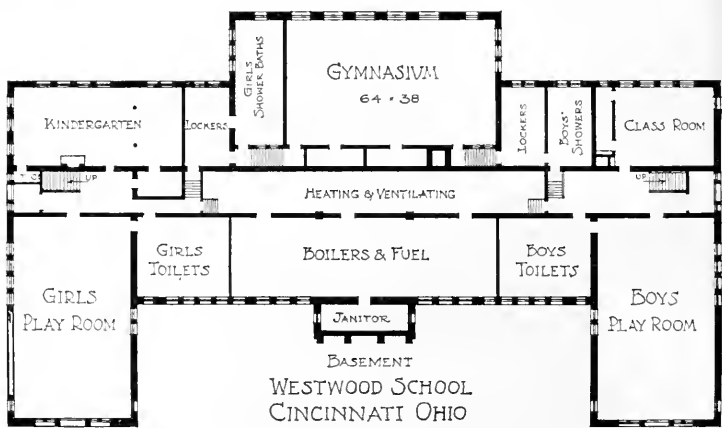 GYMNASIUM
64 · 38
GIRLS
SHOWER BATHS
KINDERGARTEN
LOCKERS
LOCKERS
BOYS'
SHOWERS
CLASS ROOM
UP
UP
HEATING & VENTILATING
GIRLS
TOILETS
BOILERS & FUEL
BOYS
TOILETS
GIRLS
PLAY ROOM
BOYS
PLAY ROOM
JANITOR
BASEMENT
WESTWOOD SCHOOL
CINCINNATI OHIO